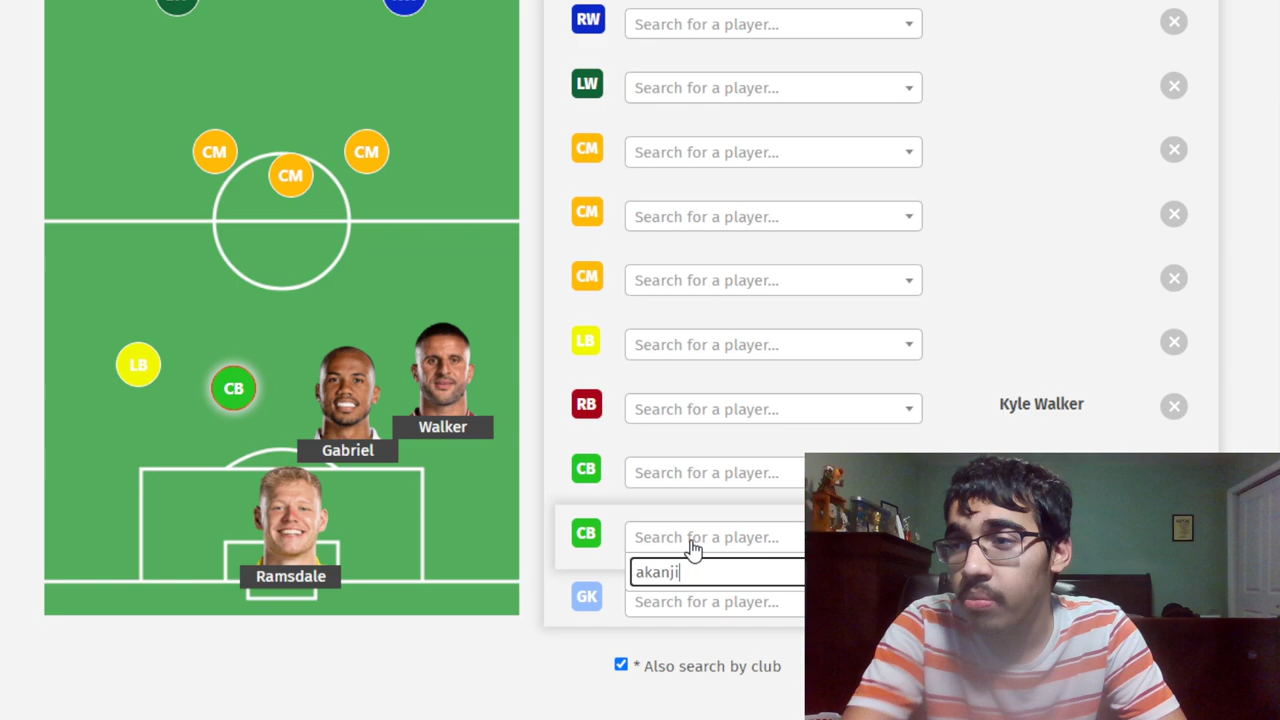 RW
Search for a player...
LW
Search for a player...
CM
CM
CM
CM
Search for a player...
CM
Search for a player...
CM
Search for a player...
LB
CB
Gabriel
Walker
Ramsdale
LB
Search for a player...
RB
Search for a player...
Kyle Walker
CB
Search for a player...
CB
Search for a player...
akanji
GK
Search for a player...
* Also search by club